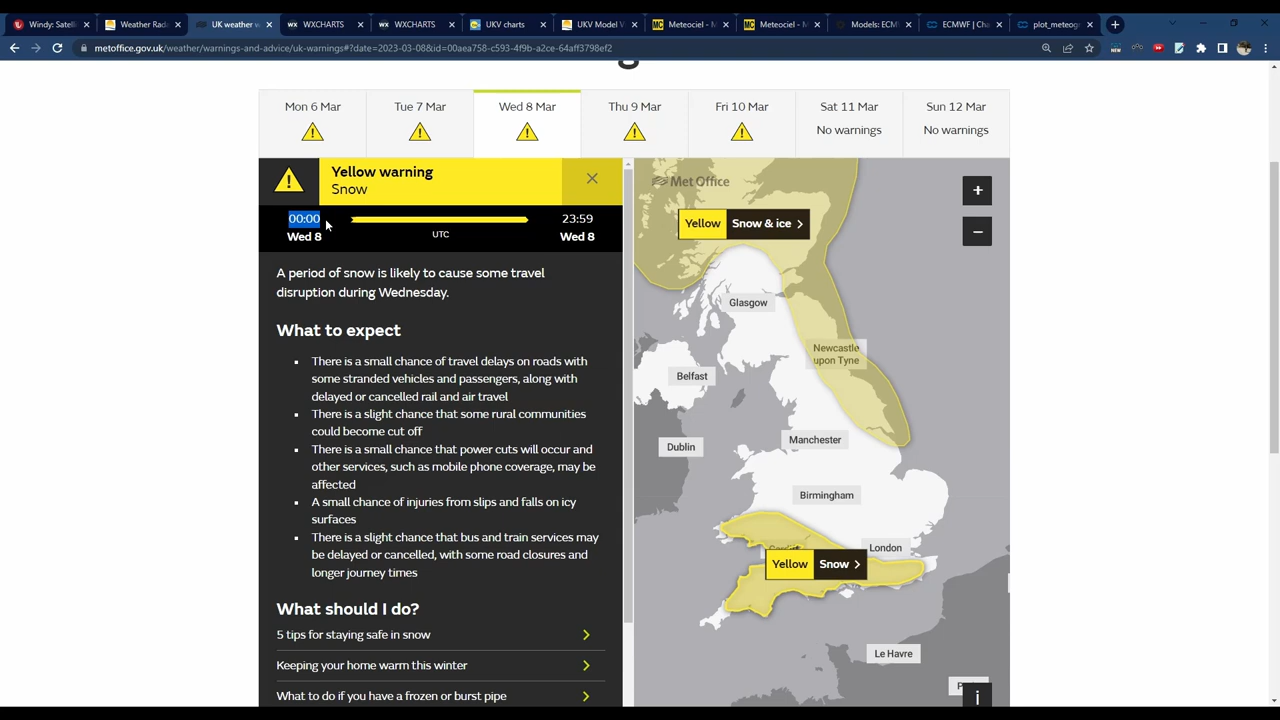 Windy: Satelli
Weather Rada
UK weather w
WXCHARTS
WXCHARTS
UKV charts
UKV Model V
Meteociel -
Meteociel -
Models: ECM
ECMWF | Cha
plot_meteog
metoffice.gov.uk/weather/warnings-and-advice/uk-warnings#?date=2023-03-08&id=00aea758-c593-4f9b-a2ce-64aff3798ef2
Mon 6 Mar
Tue 7 Mar
Wed 8 Mar
Thu 9 Mar
Fri 10 Mar
Sat 11 Mar
No warnings
Sun 12 Mar
No warnings
Yellow warning
Snow
00:00
Wed 8
UTC
23:59
Wed 8
A period of snow is likely to cause some travel
disruption during Wednesday.
What to expect
There is a small chance of travel delays on roads with
some stranded vehicles and passengers, along with
delayed or cancelled rail and air travel
There is a slight chance that some rural communities
could become cut off
There is a small chance that power cuts will occur and
other services, such as mobile phone coverage, may be
affected
A small chance of injuries from slips and falls on icy
surfaces
There is a slight chance that bus and train services may
be delayed or cancelled, with some road closures and
longer journey times
What should I do?
5 tips for staying safe in snow
Keeping your home warm this winter
What to do if you have a frozen or burst pipe
Met Office
Yellow Snow & ice
Glasgow
Newcastle
upon Tyne
Belfast
Dublin
Manchester
Birmingham
Cardiff
London
Yellow Snow
Le Havre